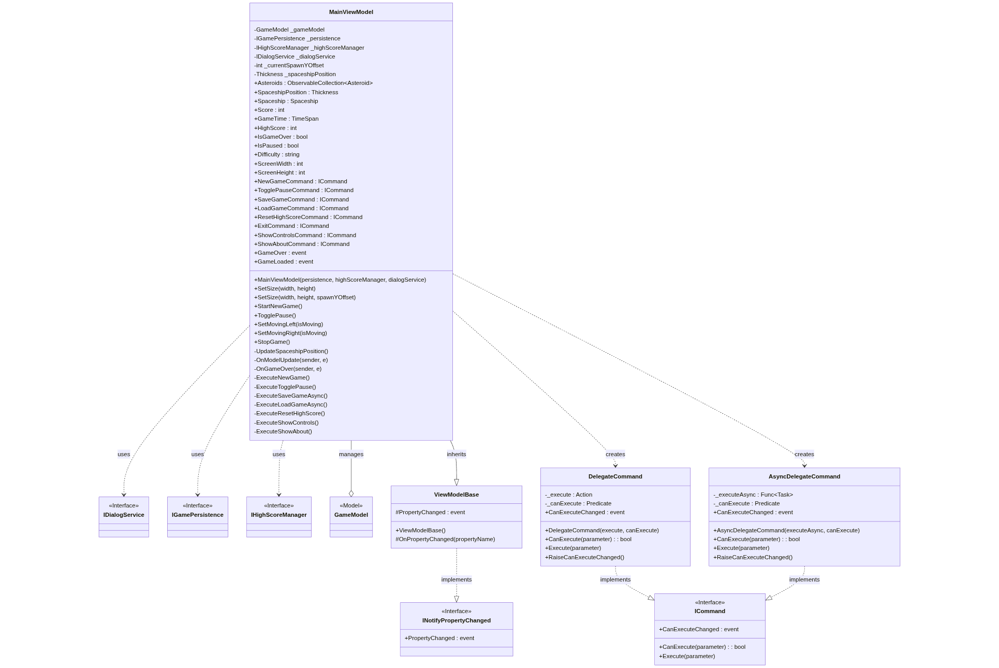 MainViewModel
-GameModel _gameModel
-IGamePersistence _persistence
-IHighScoreManager _highScoreManager
-IDialogService _dialogService
-int _currentSpawnYOffset
-Thickness _spaceshipPosition
+Asteroids : ObservableCollection<Asteroid>
+SpaceshipPosition : Thickness
+Spaceship : Spaceship
+Score : int
+GameTime : TimeSpan
+HighScore : int
+IsGameOver : bool
+IsPaused : bool
+Difficulty : string
+ScreenWidth : int
+ScreenHeight : int
+NewGameCommand : ICommand
+TogglePauseCommand : ICommand
+SaveGameCommand : ICommand
+LoadGameCommand : ICommand
+ResetHighScoreCommand : ICommand
+ExitCommand : ICommand
+ShowControlsCommand : ICommand
+ShowAboutCommand : ICommand
+GameOver : event
+GameLoaded : event
+MainViewModel(persistence, highScoreManager, dialogService)
+SetSize(width, height)
+SetSize(width, height, spawnYOffset)
+StartNewGame()
+TogglePause()
+SetMovingLeft(isMoving)
+SetMovingRight(isMoving)
+StopGame()
-UpdateSpaceshipPosition()
-OnModelUpdate(sender, e)
-OnGameOver(sender, e)
-ExecuteNewGame()
-ExecuteTogglePause()
-ExecuteSaveGameAsync()
-ExecuteLoadGameAsync()
-ExecuteResetHighScore()
-ExecuteShowControls()
-ExecuteShowAbout()
uses
uses
uses
manages
inherits
creates
creates
«Interface»
IDialogService
«Interface»
IGamePersistence
«Interface»
IHighScoreManager
«Model»
GameModel
ViewModelBase
#PropertyChanged : event
+ViewModelBase()
#OnPropertyChanged(propertyName)
DelegateCommand
-_execute : Action
-_canExecute : Predicate
+CanExecuteChanged : event
+DelegateCommand(execute, canExecute)
+CanExecute(parameter) : : bool
+Execute(parameter)
+RaiseCanExecuteChanged()
AsyncDelegateCommand
-_executeAsync : Func<Task>
-_canExecute : Predicate
+CanExecuteChanged : event
+AsyncDelegateCommand(executeAsync, canExecute)
+CanExecute(parameter) : : bool
+Execute(parameter)
+RaiseCanExecuteChanged()
implements
implements
implements
«Interface»
INotifyPropertyChanged
+PropertyChanged : event
«Interface»
ICommand
+CanExecuteChanged : event
+CanExecute(parameter) : : bool
+Execute(parameter)